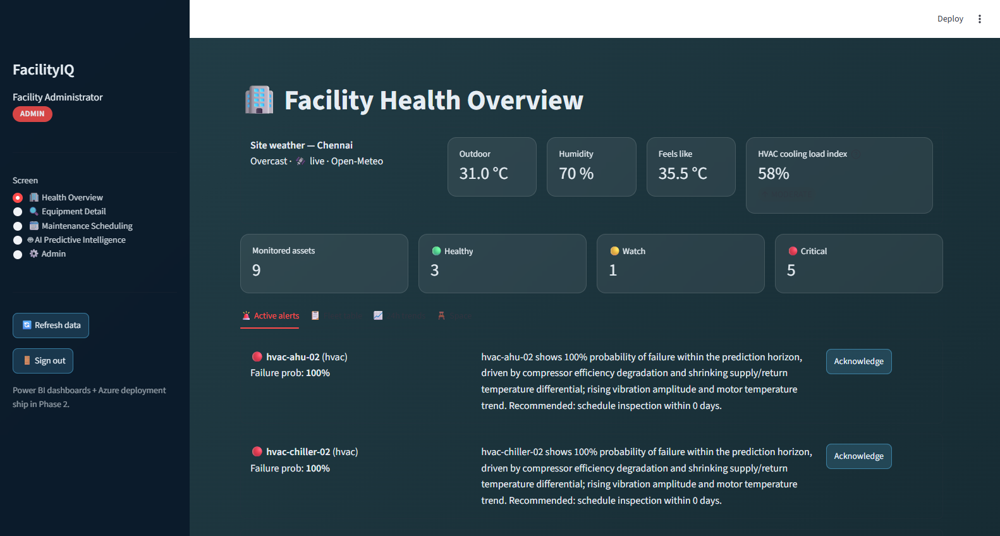 Deploy
FacilityIQ
Facility Administrator
ADMIN
Screen
Health Overview
Equipment Detail
Maintenance Scheduling
AI Predictive Intelligence
Admin
Refresh data
Sign out
Power BI dashboards + Azure deployment
ship in Phase 2.
Facility Health Overview
Site weather — Chennai
Overcast · live · Open-Meteo
Outdoor
31.0 °C
Humidity
70 %
Feels like
35.5 °C
HVAC cooling load index
58%
Monitored assets
9
Healthy
3
Watch
1
Critical
5
Active alerts
hvac-ahu-02 (hvac)
Failure prob: 100%
hvac-ahu-02 shows 100% probability of failure within the prediction horizon,
driven by compressor efficiency degradation and shrinking supply/return
temperature differential; rising vibration amplitude and motor temperature
trend. Recommended: schedule inspection within 0 days.
Acknowledge
hvac-chiller-02 (hvac)
Failure prob: 100%
hvac-chiller-02 shows 100% probability of failure within the prediction horizon,
driven by compressor efficiency degradation and shrinking supply/return
temperature differential; rising vibration amplitude and motor temperature
trend. Recommended: schedule inspection within 0 days.
Acknowledge